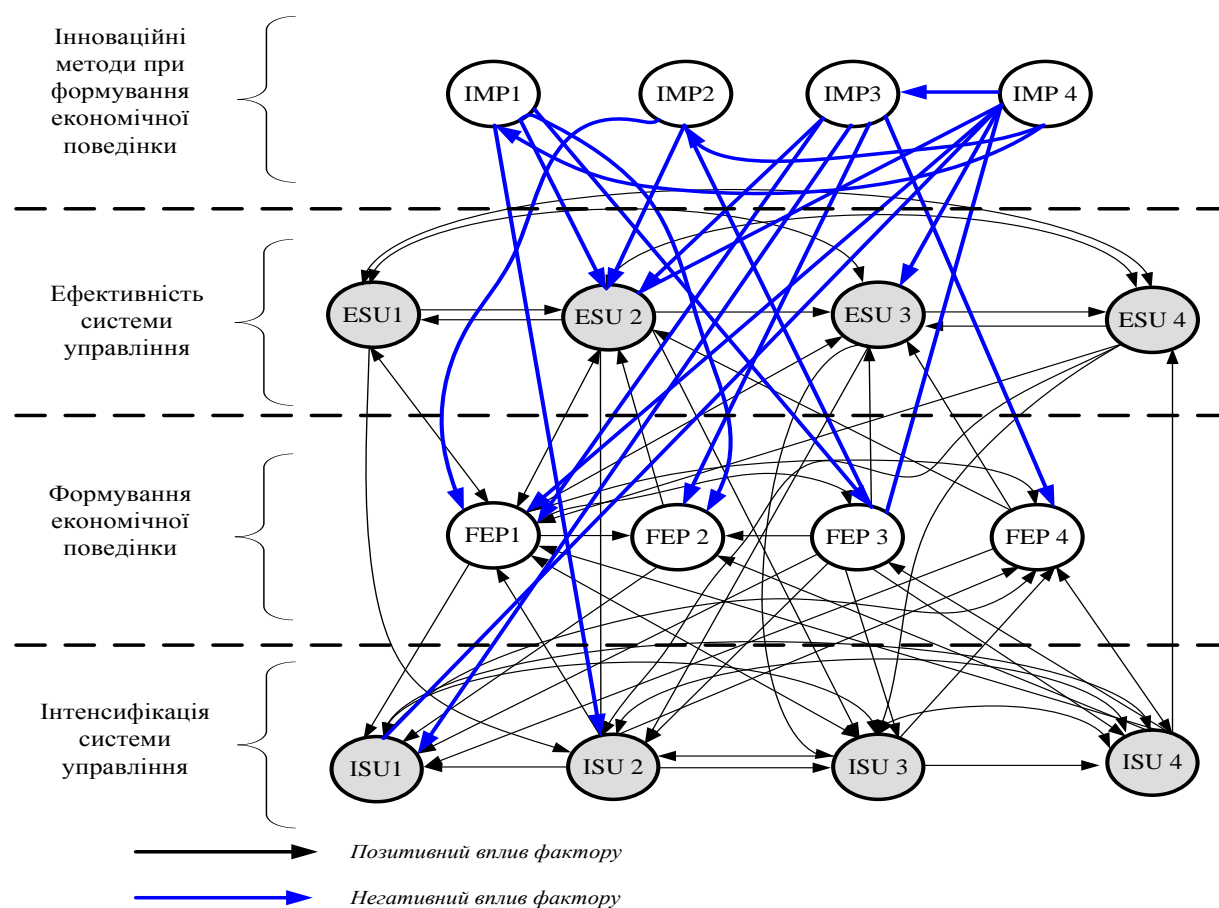 Інноваційні
методи при
формування
економічної
поведінки
IMP1
IMP2
IMP3
IMP 4
Ефективність
системи
управління
ESU1
ESU 2
ESU 3
ESU 4
Формування
економічної
поведінки
FEP1
FEP 2
FEP 3
FEP 4
Інтенсифікація
системи
управління
ISU1
ISU 2
ISU 3
ISU 4
Позитивний вплив фактору
Негативний вплив фактору